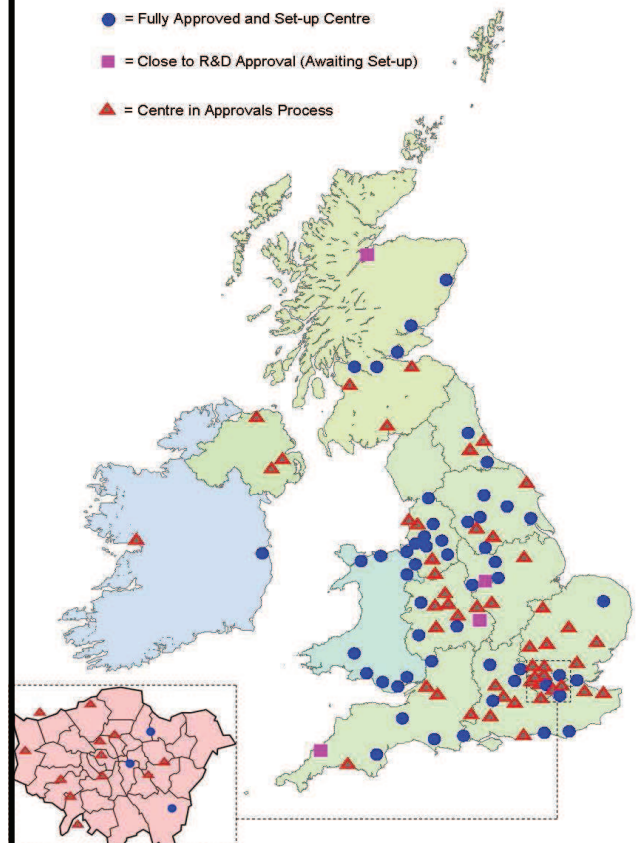 = Fully Approved and Set-up Centre
= Close to R&D Approval (Awaiting Set-up)
= Centre in Approvals Process